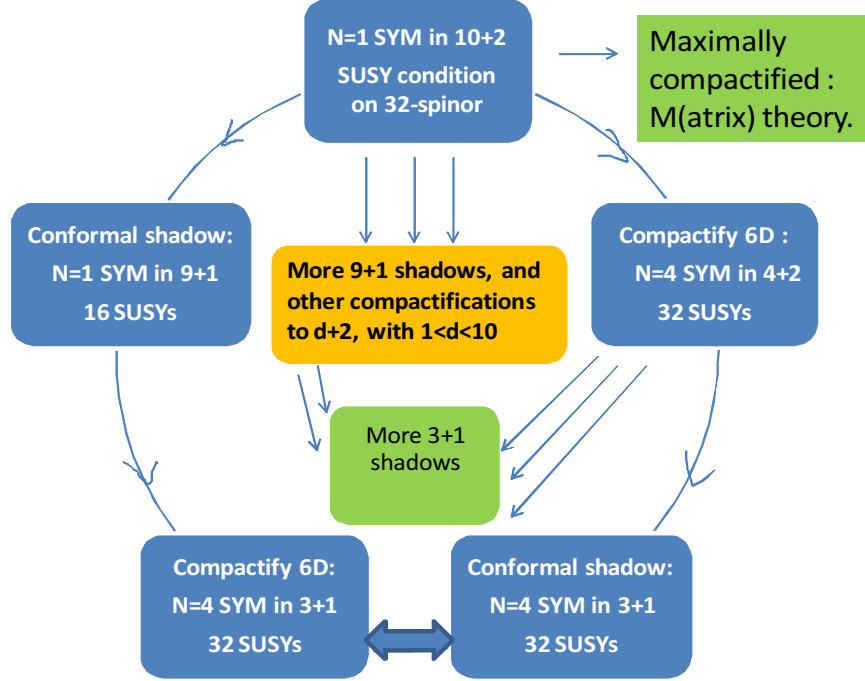 N=1 SYM in 10+2
SUSY condition
on 32-spinor
Maximally
compactified :
M(atrix) theory.
Conformal shadow:
N=1 SYM in 9+1
16 SUSYs
More 9+1 shadows, and
other compactifications
to d+2, with 1<d<10
Compactify 6D :
N=4 SYM in 4+2
32 SUSYs
More 3+1
shadows
Compactify 6D:
N=4 SYM in 3+1
32 SUSYs
Conformal shadow:
N=4 SYM in 3+1
32 SUSYs